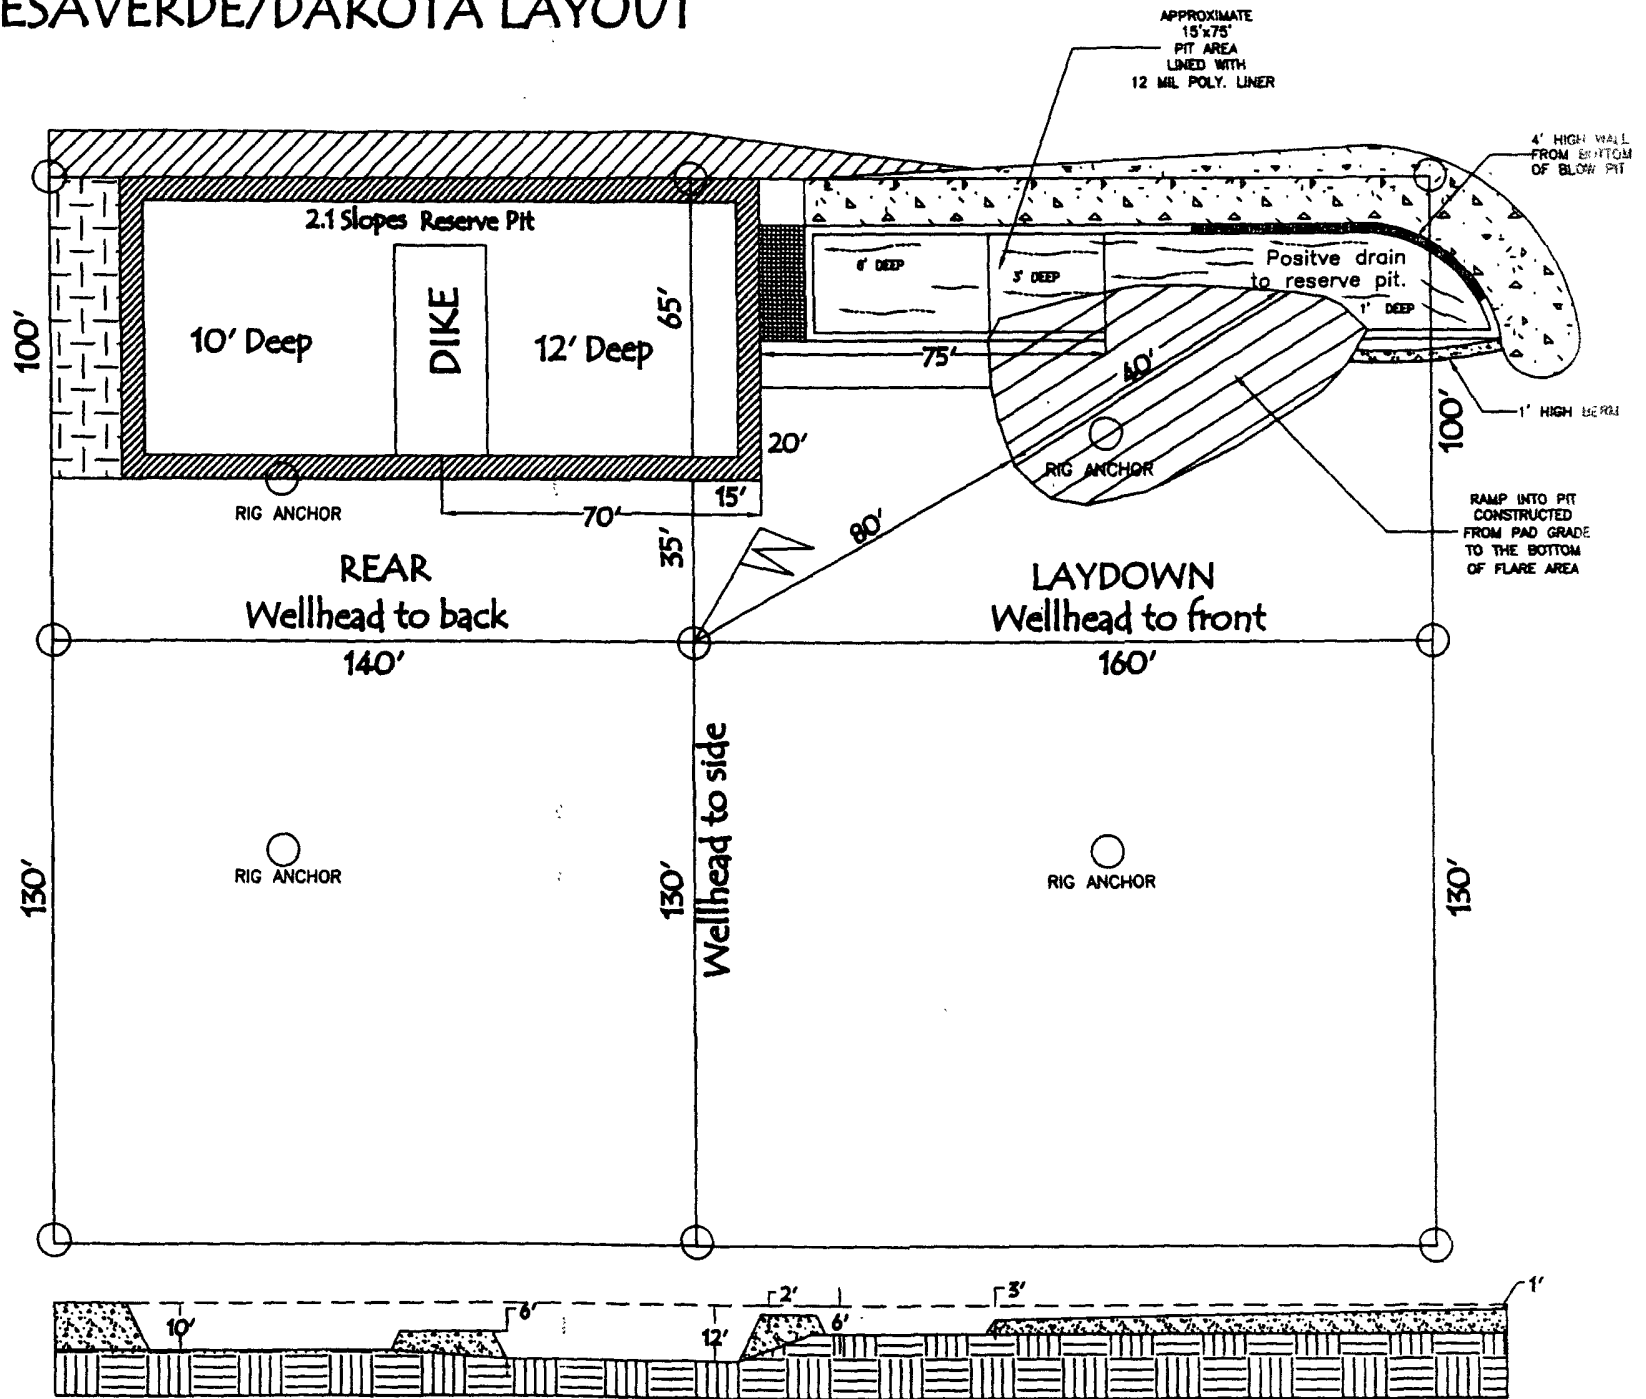 ESAVERDE/DAKOTA LAYOUT
APPROXIMATE
15'x75'
PIT AREA
LINED WITH
12 MIL POLY. LINER
4' HIGH WALL
FROM BOTTOM
OF BLOW PIT
2.1 Slopes Reserve Pit
6' DEEP
3' DEEP
Positve drain
to reserve pit.
1' DEEP
100'
10' Deep
DIKE
12' Deep
65'
75'
40'
1' HIGH BERM
100'
20'
RIG ANCHOR
15'
70'
RIG ANCHOR
35'
80'
RAMP INTO PIT
CONSTRUCTED
FROM PAD GRADE
TO THE BOTTOM
OF FLARE AREA
REAR
Wellhead to back
140'
LAYDOWN
Wellhead to front
160'
Wellhead to side
130'
RIG ANCHOR
130'
RIG ANCHOR
130'
10'
6'
12'
2'
6'
3'
1'